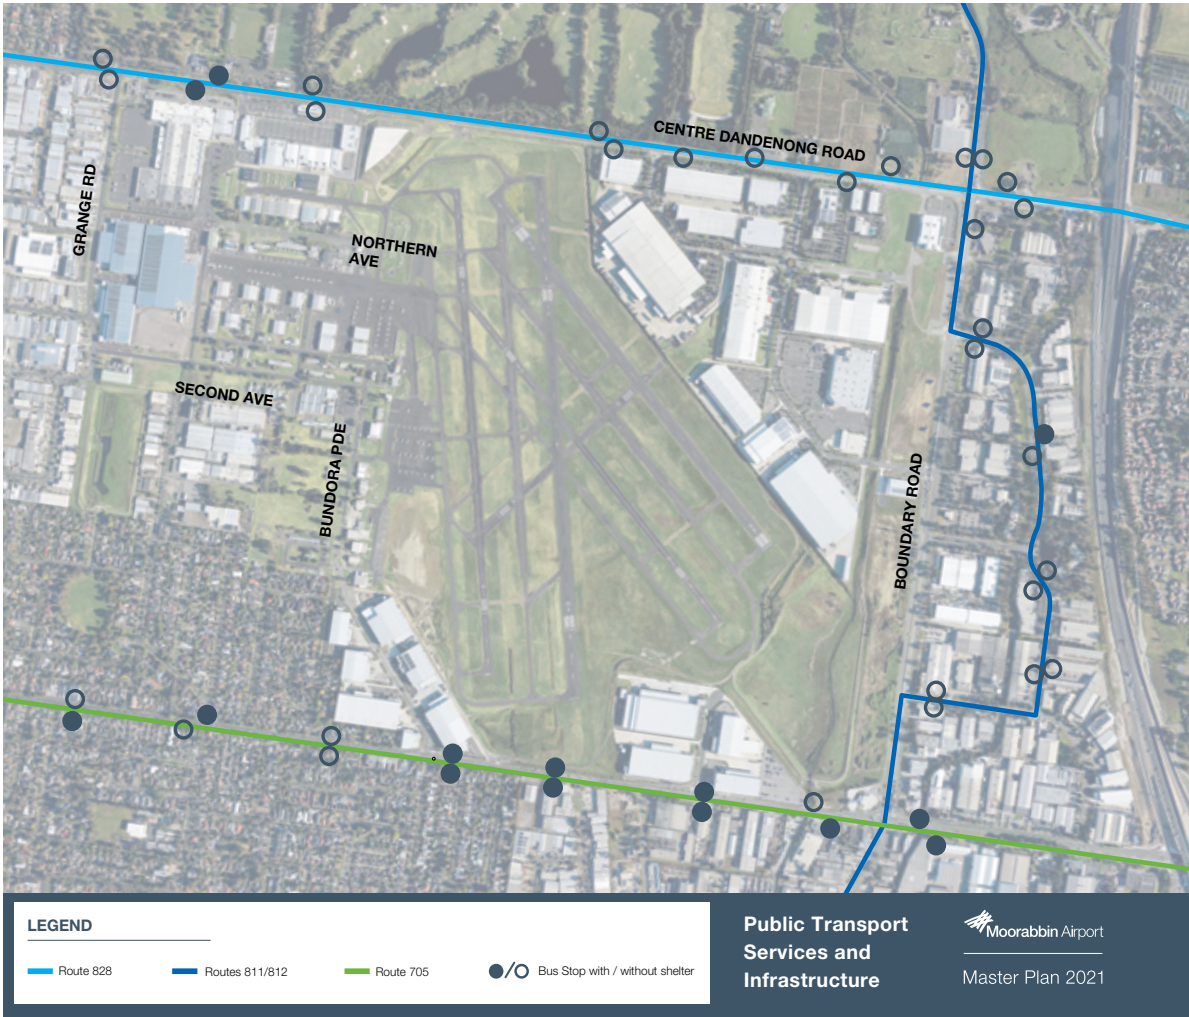 CENTRE DANDENONG ROAD
GRANGE RD
NORTHERN
AVE
SECOND AVE
BUNDORA PDE
BOUNDARY ROAD
LEGEND
Route 828
Routes 811/812
Route 705
Bus Stop with / without shelter
Public Transport
Services and
Infrastructure
Moorabbin Airport
Master Plan 2021